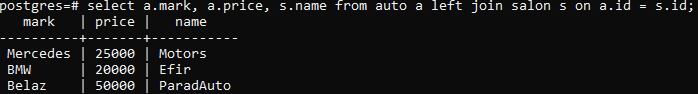 postgres=# select a.mark, a.price, s.name from auto a left join salon s on a.id = s.id;
   mark   | price |   name
----------+-------+-----------
 Mercedes | 25000 | Motors
 BMW      | 20000 | Efir
 Belaz    | 50000 | ParadAuto